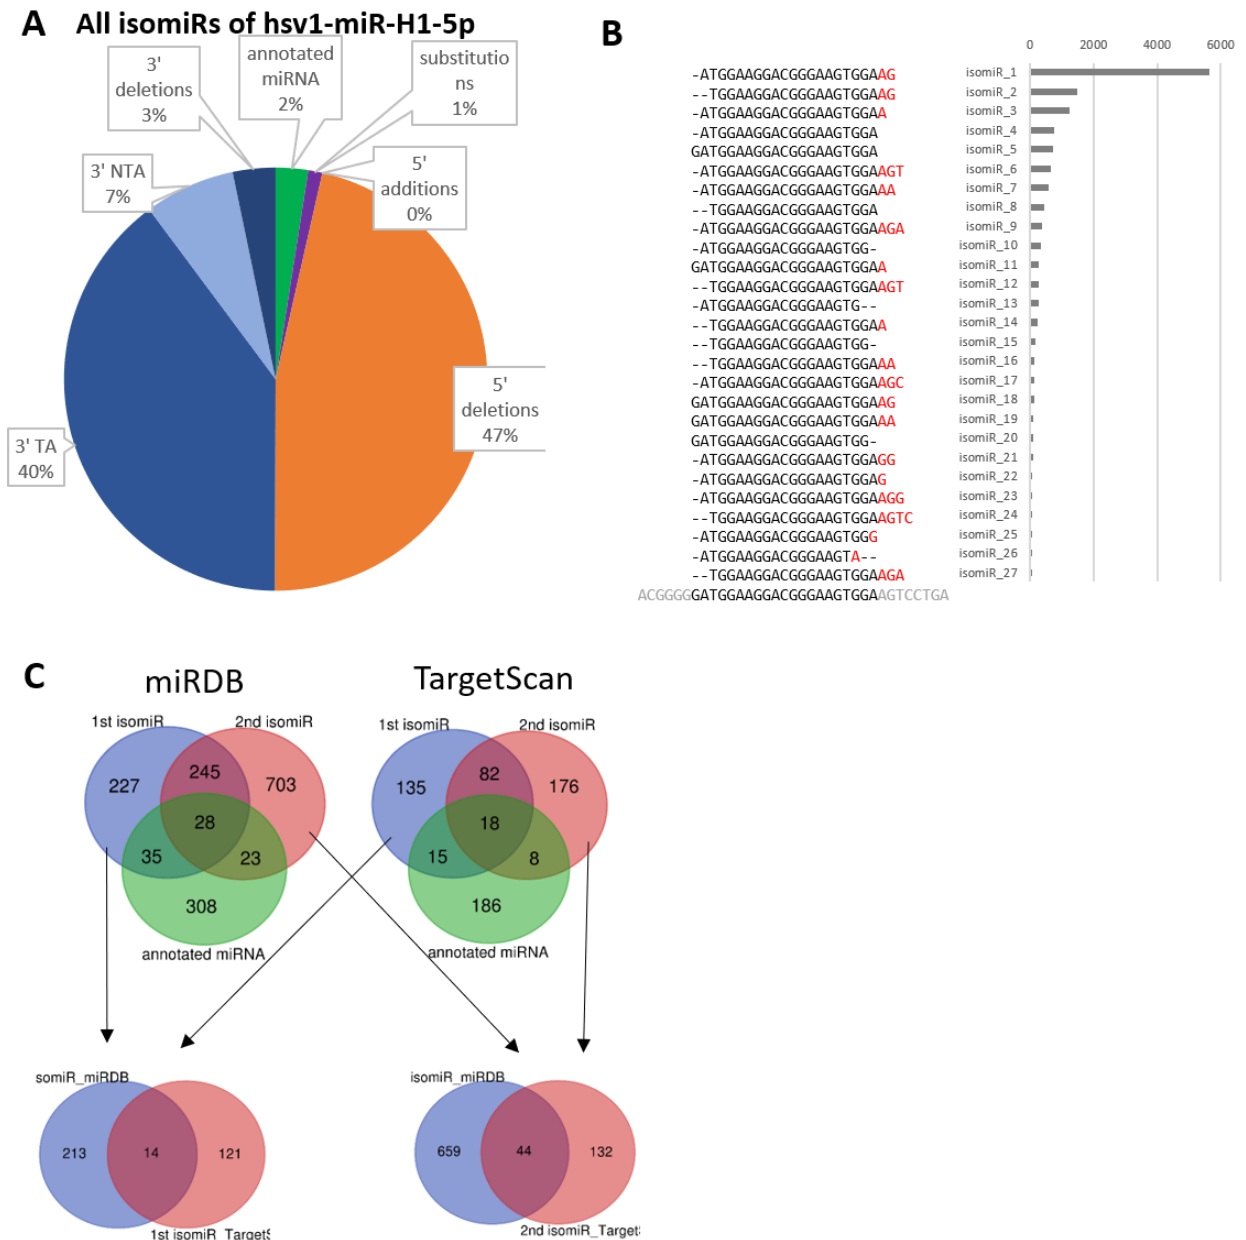 A All isomiRs of hsv1-miR-H1-5p
3'
deletions
3%
annotated
miRNA
2%
substitutio
ns
1%
5'
additions
0%
3' NTA
7%
5'
deletions
47%
3' TA
40%
B
0 2000 4000 6000
-ATGGAAGGACGGGAAGTGGAAG isomiR_1
--TGGAAGGACGGGAAGTGGAAG isomiR_2
-ATGGAAGGACGGGAAGTGGAA isomiR_3
-ATGGAAGGACGGGAAGTGGA isomiR_4
GATGGAAGGACGGGAAGTGGA isomiR_5
-ATGGAAGGACGGGAAGTGGAAGT isomiR_6
-ATGGAAGGACGGGAAGTGGAAA isomiR_7
--TGGAAGGACGGGAAGTGGA isomiR_8
-ATGGAAGGACGGGAAGTGGAAGA isomiR_9
-ATGGAAGGACGGGAAGTGG- isomiR_10
GATGGAAGGACGGGAAGTGGAA isomiR_11
--TGGAAGGACGGGAAGTGGAAGT isomiR_12
-ATGGAAGGACGGGAAGTG-- isomiR_13
--TGGAAGGACGGGAAGTGGAA isomiR_14
--TGGAAGGACGGGAAGTGG- isomiR_15
--TGGAAGGACGGGAAGTGGAAA isomiR_16
-ATGGAAGGACGGGAAGTGGAAGC isomiR_17
GATGGAAGGACGGGAAGTGGAAG isomiR_18
GATGGAAGGACGGGAAGTGGAAA isomiR_19
GATGGAAGGACGGGAAGTGG- isomiR_20
-ATGGAAGGACGGGAAGTGGAGG isomiR_21
-ATGGAAGGACGGGAAGTGGAG isomiR_22
-ATGGAAGGACGGGAAGTGGAAGG isomiR_23
--TGGAAGGACGGGAAGTGGAAGTC isomiR_24
-ATGGAAGGACGGGAAGTGGG isomiR_25
-ATGGAAGGACGGGAAGTA-- isomiR_26
--TGGAAGGACGGGAAGTGGAAGA isomiR_27
ACGGGGGATGGAAGGACGGGAAGTGGAAGTCCTGA
C
miRDB
1st isomiR 2nd isomiR
227 245 703
28
35 23
308
annotated miRNA
TargetScan
1st isomiR 2nd isomiR
135 82 176
18
15 8
186
annotated miRNA
somiR_miRDB
213 14 121
1st isomiR_Target
isomiR_miRDB
659 44 132
2nd isomiR_Target